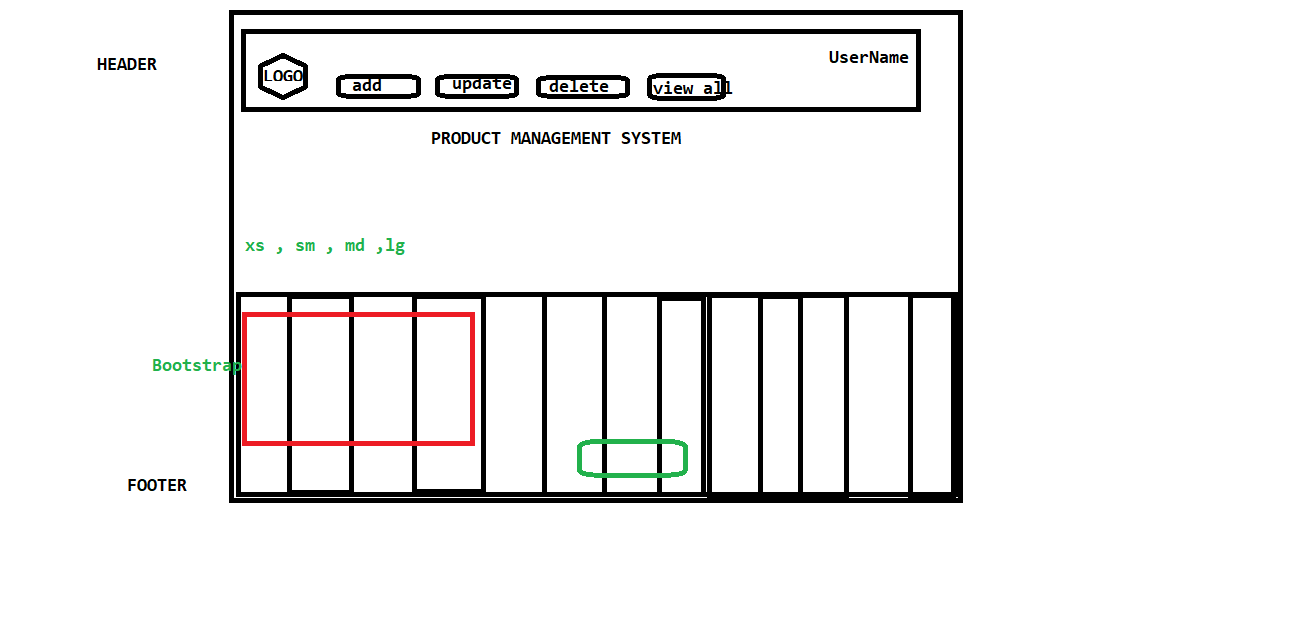 HEADER
UserName
LOGO
add
update
delete
view all
PRODUCT MANAGEMENT SYSTEM
xs , sm , md ,lg
Bootstrap
FOOTER